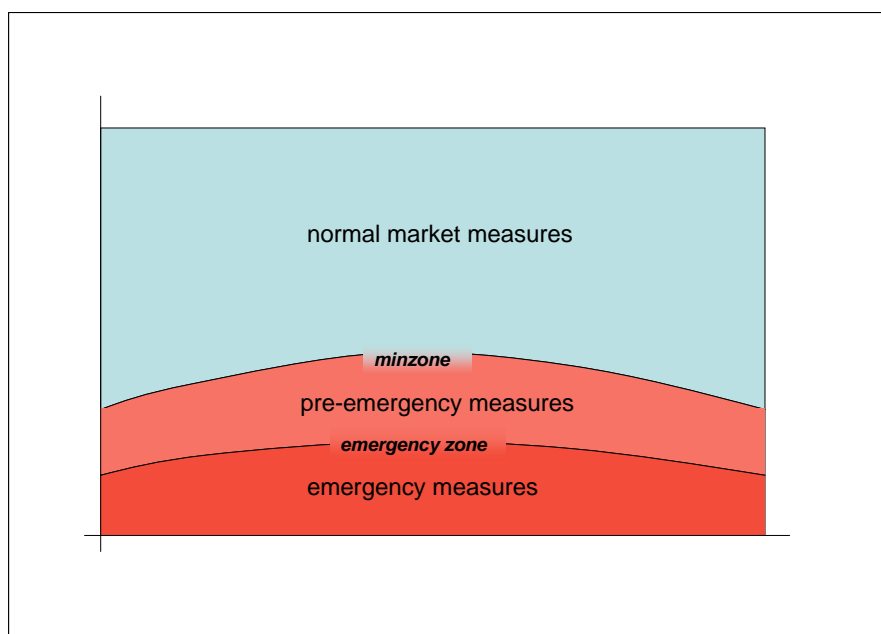 normal market measures
minzone
pre-emergency measures
emergency zone
emergency measures